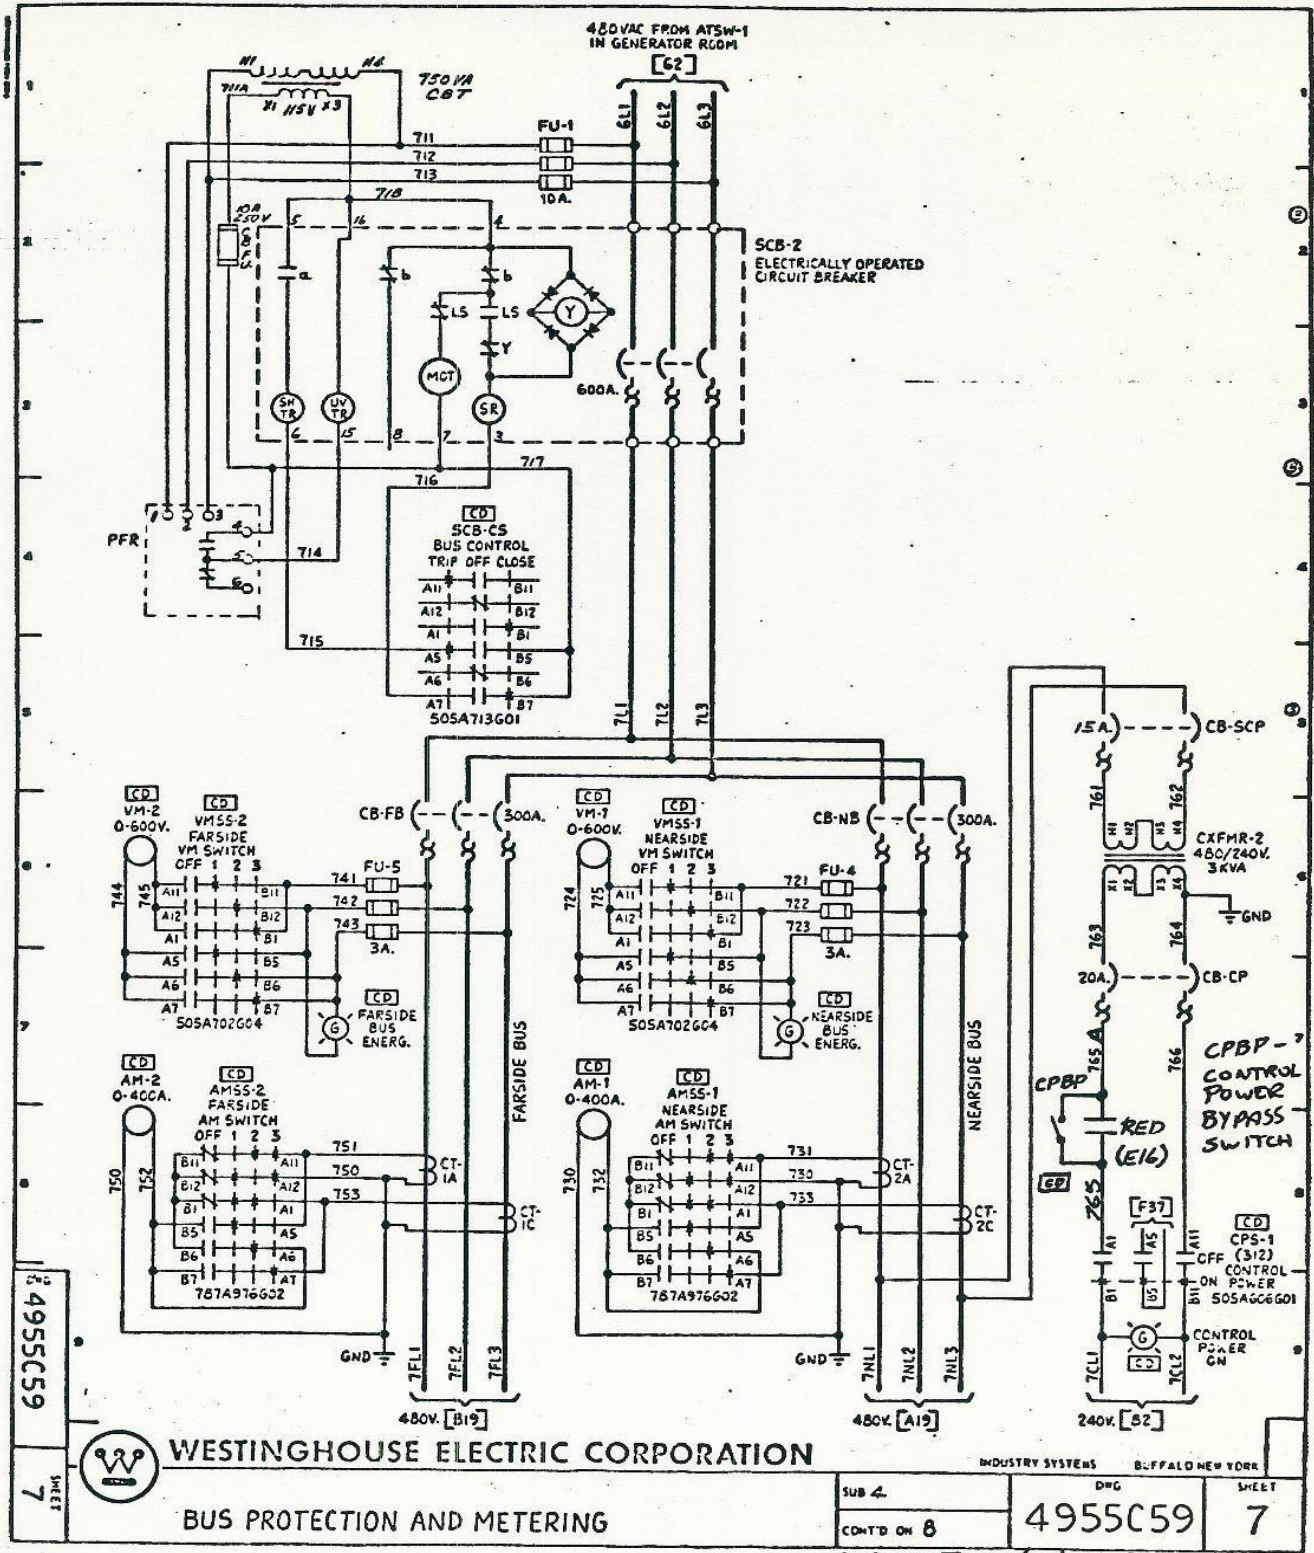 480VAC FROM ATSW-1
IN GENERATOR ROOM
[62]
H1 H4
750VA
CBT
711A
X1 115V X3
6L1 6L2 6L3
FU-1
711
712
713
10A.
718
10A
250V
5 16 4
SCB-2
ELECTRICALLY OPERATED
CIRCUIT BREAKER
a b b
LS LS
Y
Y
MOT
600A.
SH
TR
UV
TR
SR
6 15 8 7 3
717
716
1 2 3
PFR
4
5
6
714
CD
SCB-CS
BUS CONTROL
TRIP OFF CLOSE
A11 B11
A12 B12
A1 B1
A5 B5
A6 B6
A7 B7
505A713G01
715
7L1 7L2 7L3
15A. CB-SCP
761 762
H1 H2 H3 H4
CXFMR-2
480/240V.
3KVA
X1 X2 X3 X4
GND
763 764
20A. CB-CP
765A 766
CPBP-
CONTROL
POWER
BYPASS
SWITCH
CPBP
RED
(E16)
CD
765
[F37]
CD
CPS-1
(312)
CONTROL
POWER
505A606G01
OFF
ON
A1 A5 A11
B1 B5 B11
G
CD
CONTROL
POWER
ON
7CL1 7CL2
240V. [82]
CD
VM-2
0-600V.
CD
VMSS-2
FARSIDE
VM SWITCH
OFF 1 2 3
CB-FB 300A.
FU-5
741
742
743
3A.
744 745
A11 B11
A12 B12
A1 B1
A5 B5
A6 B6
A7 B7
505A702G04
G
CD
FARSIDE
BUS
ENERG.
FARSIDE BUS
CD
AM-2
0-400A.
CD
AMSS-2
FARSIDE
AM SWITCH
OFF 1 2 3
750 752
B11 A11
B12 A12
B1 A1
B5 A5
B6 A6
B7 A7
787A976G02
751
750
753
CT-
1A
CT-
1C
GND
7FL1 7FL2 7FL3
480V. [B19]
CD
VM-1
0-600V.
CD
VMSS-1
NEARSIDE
VM SWITCH
OFF 1 2 3
CB-NB 300A.
FU-4
721
722
723
3A.
724 725
A11 B11
A12 B12
A1 B1
A5 B5
A6 B6
A7 B7
505A702G04
G
CD
NEARSIDE
BUS
ENERG.
NEARSIDE BUS
CD
AM-1
0-400A.
CD
AMSS-1
NEARSIDE
AM SWITCH
OFF 1 2 3
730 732
B11 A11
B12 A12
B1 A1
B5 A5
B6 A6
B7 A7
787A976G02
731
730
733
CT-
2A
CT-
2C
GND
7NL1 7NL2 7NL3
480V. [A19]
DWG 4955C59
SHEET 7
WESTINGHOUSE ELECTRIC CORPORATION
INDUSTRY SYSTEMS BUFFALO NEW YORK
BUS PROTECTION AND METERING
SUB 4
CONT'D ON 8
DWG
4955C59
SHEET
7